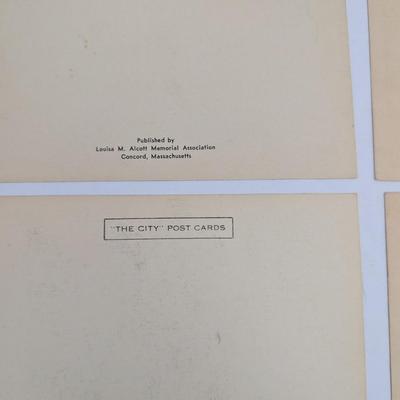 Published by
Louisa M. Alcott Memorial Association
Concord, Massachusetts
"THE CITY" POST CARDS